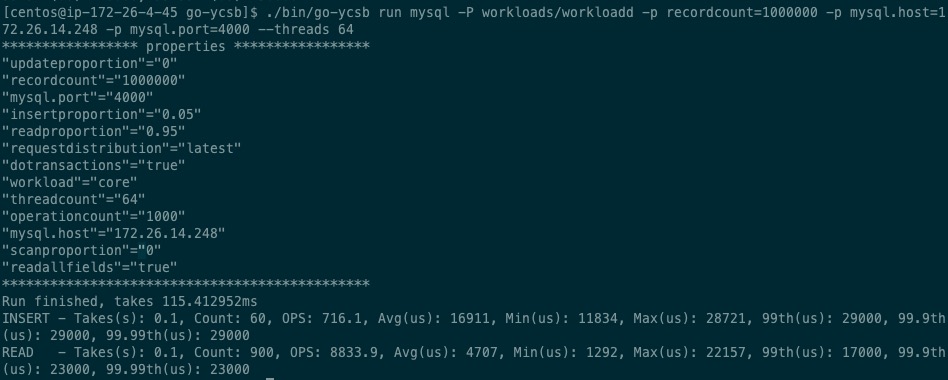 [centos@ip-172-26-4-45 go-ycsb]$ ./bin/go-ycsb run mysql -P workloads/workloadd -p recordcount=1000000 -p mysql.host=1
72.26.14.248 -p mysql.port=4000 --threads 64
***************** properties *****************
"updateproportion"="0"
"recordcount"="1000000"
"mysql.port"="4000"
"insertproportion"="0.05"
"readproportion"="0.95"
"requestdistribution"="latest"
"dotransactions"="true"
"workload"="core"
"threadcount"="64"
"operationcount"="1000"
"mysql.host"="172.26.14.248"
"scanproportion"="0"
"readallfields"="true"
**********************************************
Run finished, takes 115.412952ms
INSERT - Takes(s): 0.1, Count: 60, OPS: 716.1, Avg(us): 16911, Min(us): 11834, Max(us): 28721, 99th(us): 29000, 99.9th
(us): 29000, 99.99th(us): 29000
READ   - Takes(s): 0.1, Count: 900, OPS: 8833.9, Avg(us): 4707, Min(us): 1292, Max(us): 22157, 99th(us): 17000, 99.9th
(us): 23000, 99.99th(us): 23000